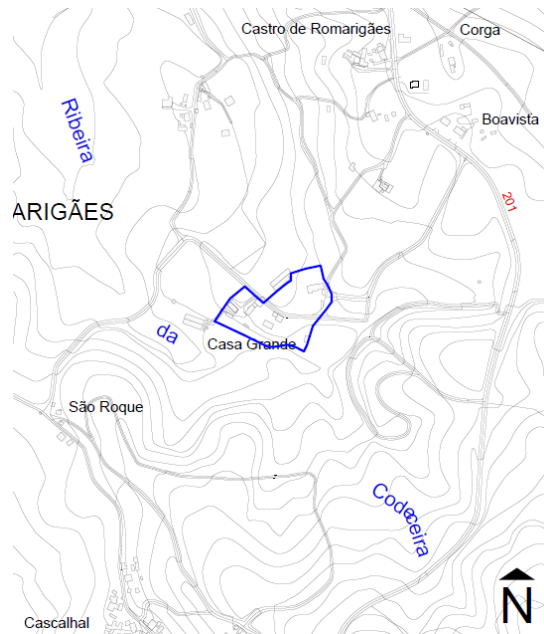 Castro de Romarigães
Corga
Ribeira
Boavista
201
ARIGÃES
da
Casa Grande
São Roque
Codeceira
N
Cascalhal